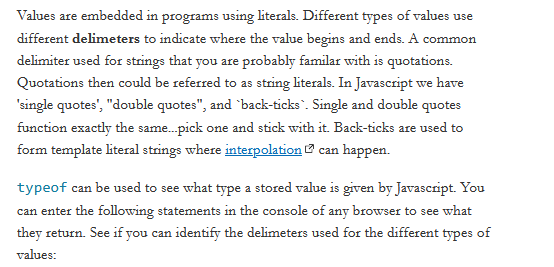 Values are embedded in programs using literals. Different types of values use
different delimeters to indicate where the value begins and ends. A common
delimiter used for strings that you are probably familar with is quotations.
Quotations then could be referred to as string literals. In Javascript we have
'single quotes', "double quotes", and `back-ticks`. Single and double quotes
function exactly the same...pick one and stick with it. Back-ticks are used to
form template literal strings where interpolation can happen.
typeof can be used to see what type a stored value is given by Javascript. You
can enter the following statements in the console of any browser to see what
they return. See if you can identify the delimeters used for the different types of
values: